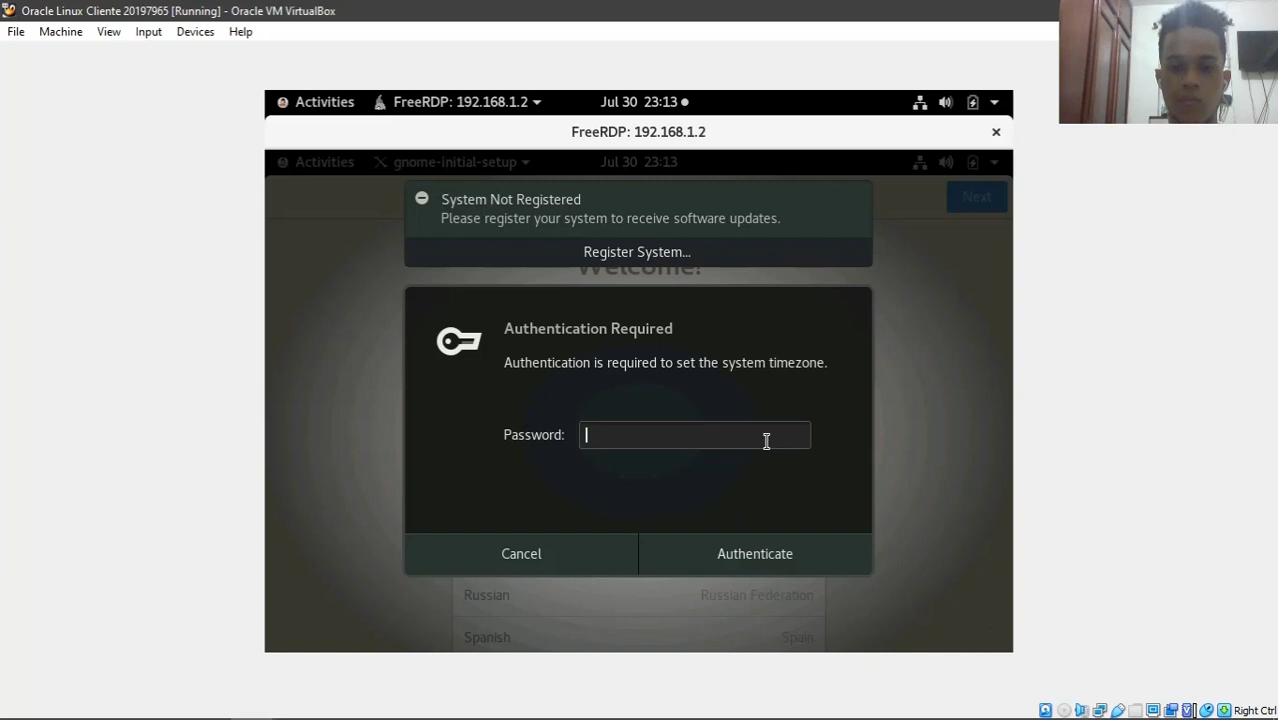 Oracle Linux Cliente 20197965 [Running] - Oracle VM VirtualBox
File Machine View Input Devices Help
Activities FreeRDP: 192.168.1.2 Jul 30 23:13
FreeRDP: 192.168.1.2
Activities gnome-initial-setup Jul 30 23:13
System Not Registered
Please register your system to receive software updates.
Next
Register System...
Welcome!
Authentication Required
Authentication is required to set the system timezone.
Password:
Cancel Authenticate
Russian Russian Federation
Spanish Spain
Right Ctrl